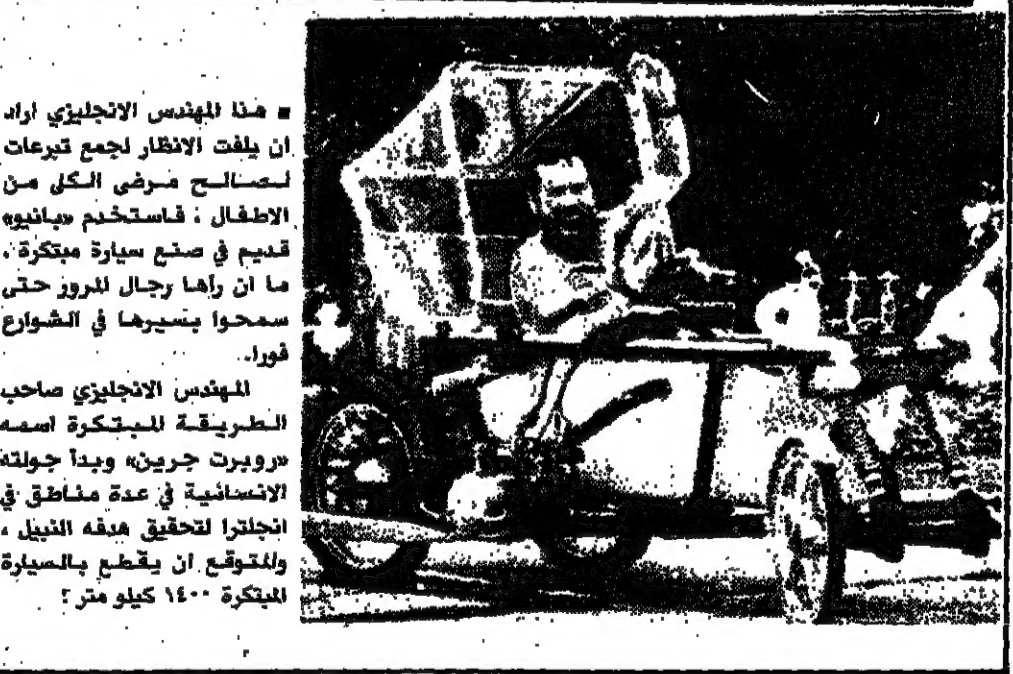 ■ هذا المهندس الانجليزي اراد
ان يلفت الانظار لجمع تبرعات
لصالح مرضى الكلى من
الاطفال ، فاستخدم «بانيو»
قديم في صنع سيارة مبتكرة .
ما ان رآها رجال المرور حتى
سمحوا بسيرها في الشوارع
فورا.
المهندس الانجليزي صاحب
الطريقة المبتكرة اسمه
«روبرت جرين» وبدأ جولته
الانسانية في عدة مناطق في
انجلترا لتحقيق هدفه النبيل ،
والمتوقع ان يقطع بالسيارة
المبتكرة ١٤٠٠ كيلو متر !